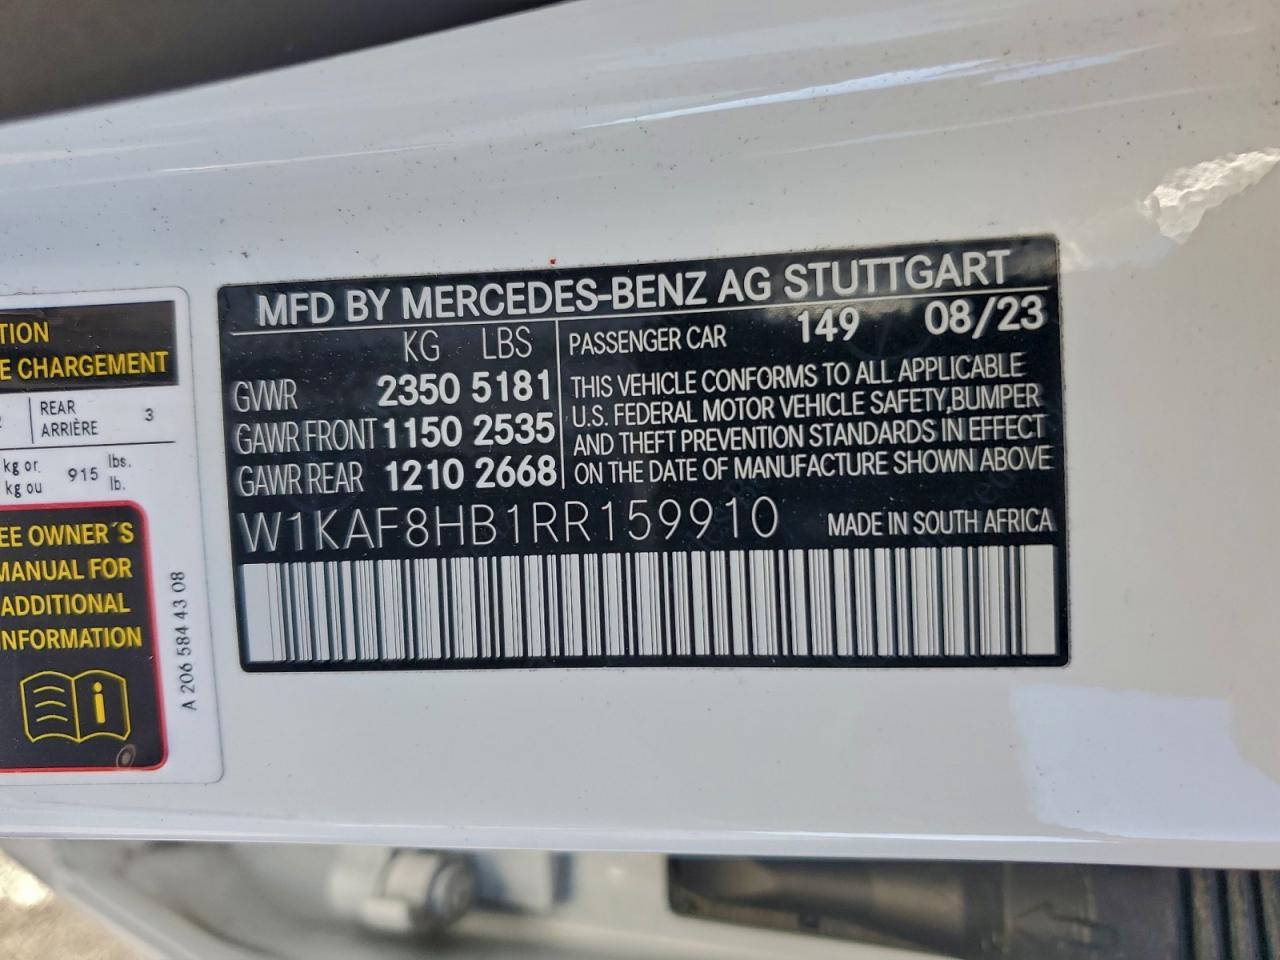 TION
E CHARGEMENT
REAR
ARRIÈRE 3
kg or 915 lbs.
kg ou lb.
EE OWNER´S
MANUAL FOR
ADDITIONAL
INFORMATION
A 206 584 43 08
MFD BY MERCEDES-BENZ AG STUTTGART
KG LBS
GVWR 2350 5181
GAWR FRONT 1150 2535
GAWR REAR 1210 2668
PASSENGER CAR 149 08/23
THIS VEHICLE CONFORMS TO ALL APPLICABLE
U.S. FEDERAL MOTOR VEHICLE SAFETY,BUMPER
AND THEFT PREVENTION STANDARDS IN EFFECT
ON THE DATE OF MANUFACTURE SHOWN ABOVE
W1KAF8HB1RR159910 MADE IN SOUTH AFRICA